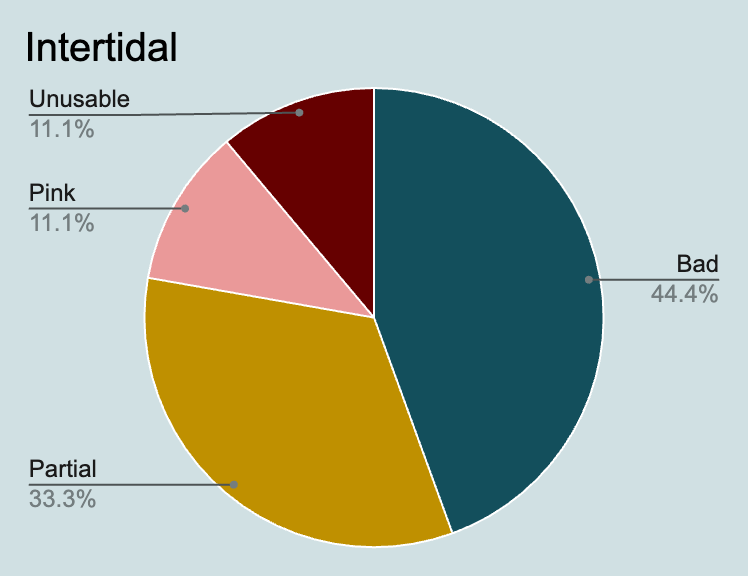 Intertidal
Unusable
11.1%
Pink
11.1%
Bad
44.4%
Partial
33.3%